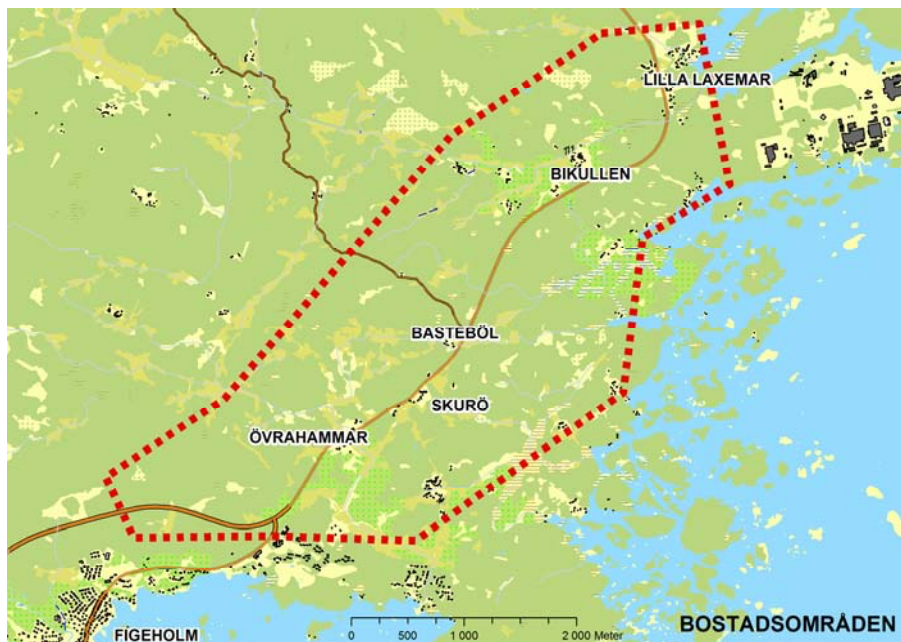 LILLA LAXEMAR
BIKULLEN
BASTEBÖL
SKURÖ
ÖVRAHAMMAR
0 500 1 000 2 000 Meter
FIGEHOLM
BOSTADSOMRÅDEN